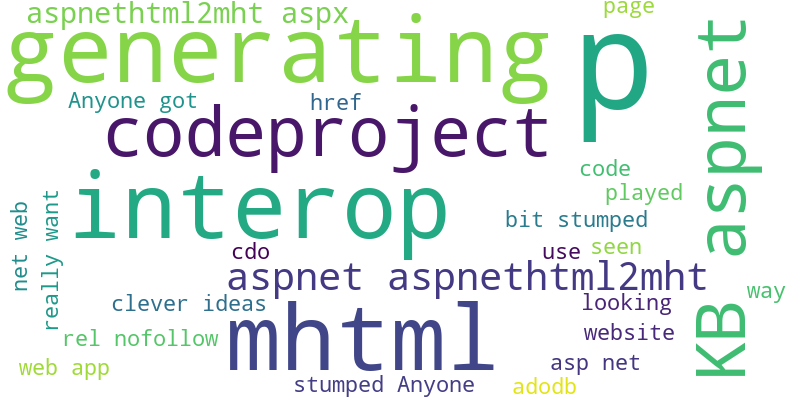 aspnethtml2mht aspx
page
generating
p
KB aspnet
Anyone got
href
codeproject
code
interop
played
net web
really want
bit stumped
cdo
use
seen
aspnet aspnethtml2mht
way
clever ideas
looking
mhtml
rel nofollow
website
web app
asp net
stumped Anyone
adodb